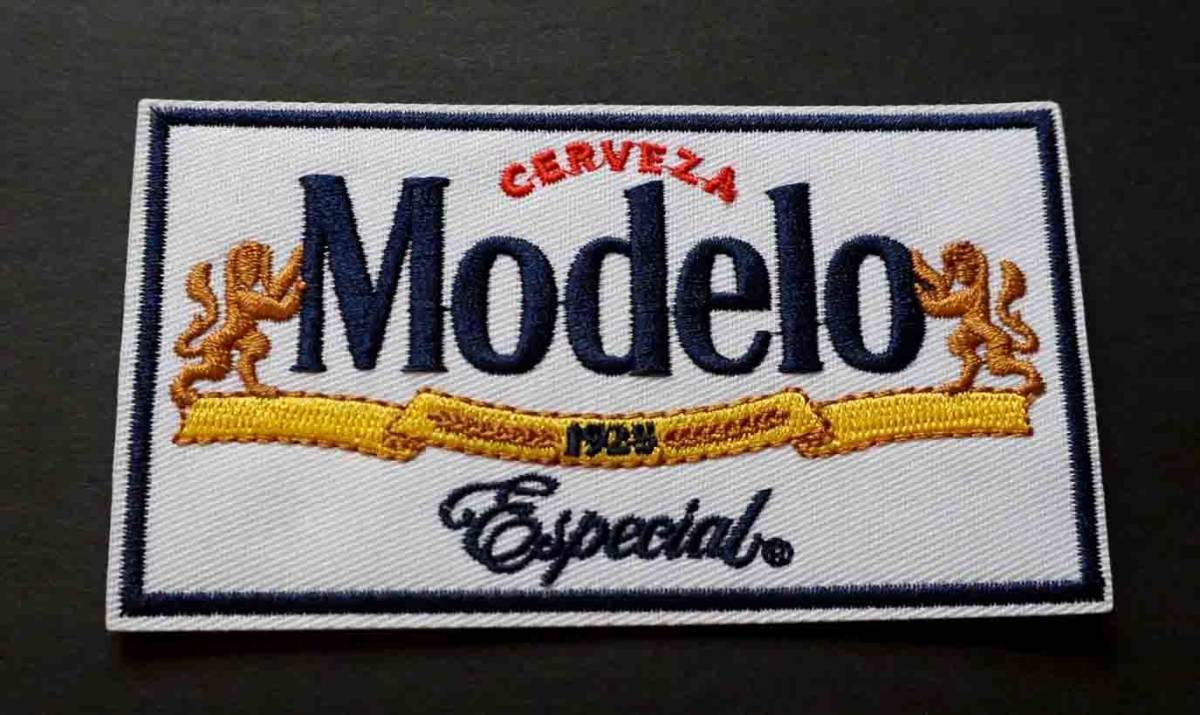 CERVEZA
Modelo
1925
Especial®